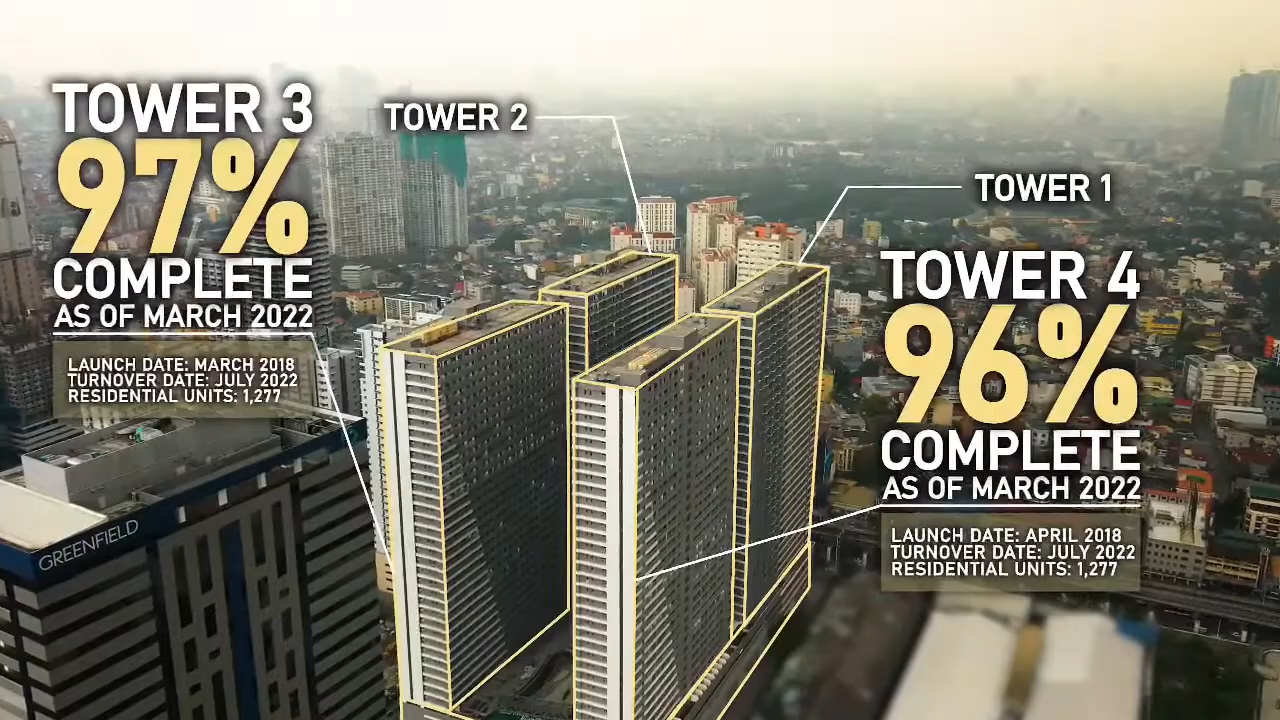 TOWER 3
97%
COMPLETE
AS OF MARCH 2022
LAUNCH DATE: MARCH 2018
TURNOVER DATE: JULY 2022
RESIDENTIAL UNITS: 1,277
TOWER 2
TOWER 1
TOWER 4
96%
COMPLETE
AS OF MARCH 2022
LAUNCH DATE: APRIL 2018
TURNOVER DATE: JULY 2022
RESIDENTIAL UNITS: 1,277
GREENFIELD